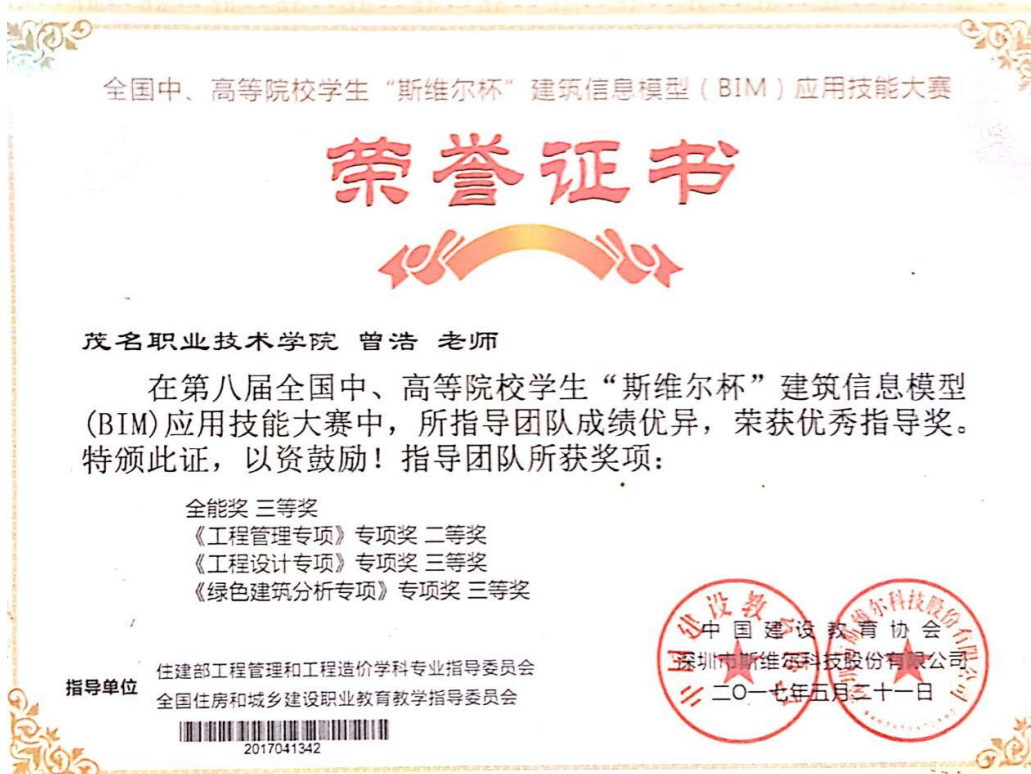 全国中、高等院校学生“斯维尔杯”建筑信息模型(BIM)应用技能大赛
荣誉证书
茂名职业技术学院 曾浩 老师
在第八届全国中、高等院校学生“斯维尔杯”建筑信息模型
(BIM)应用技能大赛中，所指导团队成绩优异，荣获优秀指导奖。
特颁此证，以资鼓励！指导团队所获奖项：
全能奖 三等奖
《工程管理专项》专项奖 二等奖
《工程设计专项》专项奖 三等奖
《绿色建筑分析专项》专项奖 三等奖
中国建设教育协会
深圳市斯维尔科技股份有限公司
二〇一七年五月二十一日
指导单位
住建部工程管理和工程造价学科专业指导委员会
全国住房和城乡建设职业教育教学指导委员会
2017041342